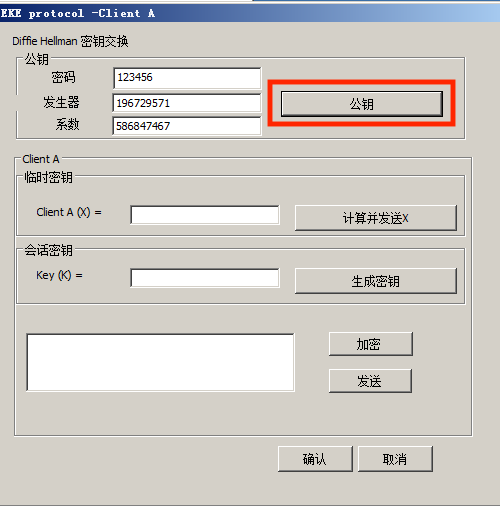 EKE protocol -Client A
Diffie Hellman 密钥交换
公钥
密码 123456
发生器 196729571
公钥
系数 586847467
Client A
临时密钥
Client A (X) = 计算并发送X
会话密钥
Key (K) = 生成密钥
加密
发送
确认 取消